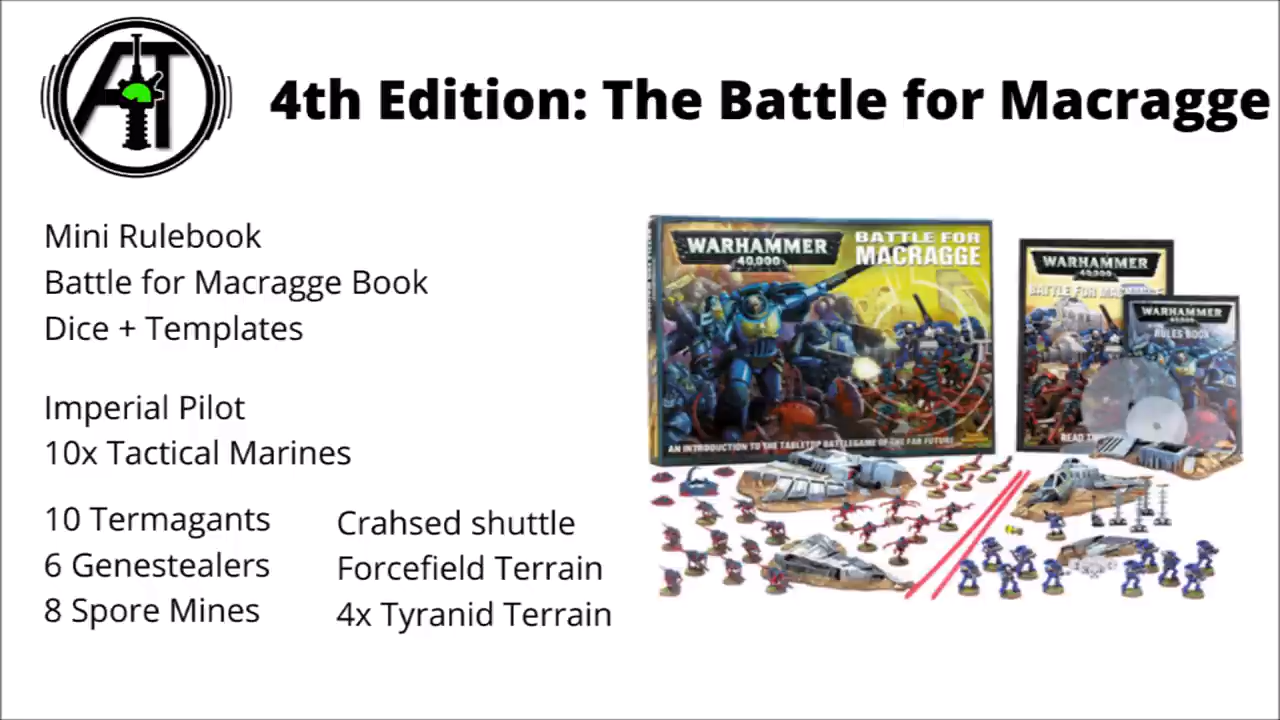 AT
4th Edition: The Battle for Macragge
Mini Rulebook
Battle for Macragge Book
Dice + Templates
Imperial Pilot
10x Tactical Marines
10 Termagants
6 Genestealers
8 Spore Mines
Crahsed shuttle
Forcefield Terrain
4x Tyranid Terrain
WARHAMMER
40,000
BATTLE FOR
MACRAGGE
AN INTRODUCTION TO THE TABLETOP BATTLEGAME OF THE FAR FUTURE
WARHAMMER
40,000
BATTLE FOR
WARHAMMER
40,000
RULES BOOK
READ